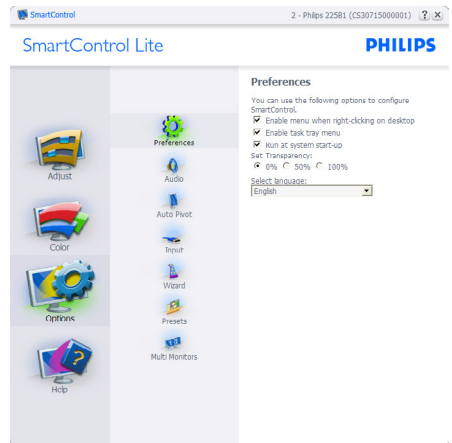 SmartControl
2 - Philips 225B1 (CS30715000001)
SmartControl Lite
PHILIPS
Adjust
Color
Options
Help
Preferences
Audio
Auto Pivot
Input
Wizard
Presets
Multi Monitors
Preferences
You can use the following options to configure
SmartControl.
Enable menu when right-clicking on desktop
Enable task tray menu
Run at system start-up
Set Transparency:
0% 50% 100%
Select language:
English